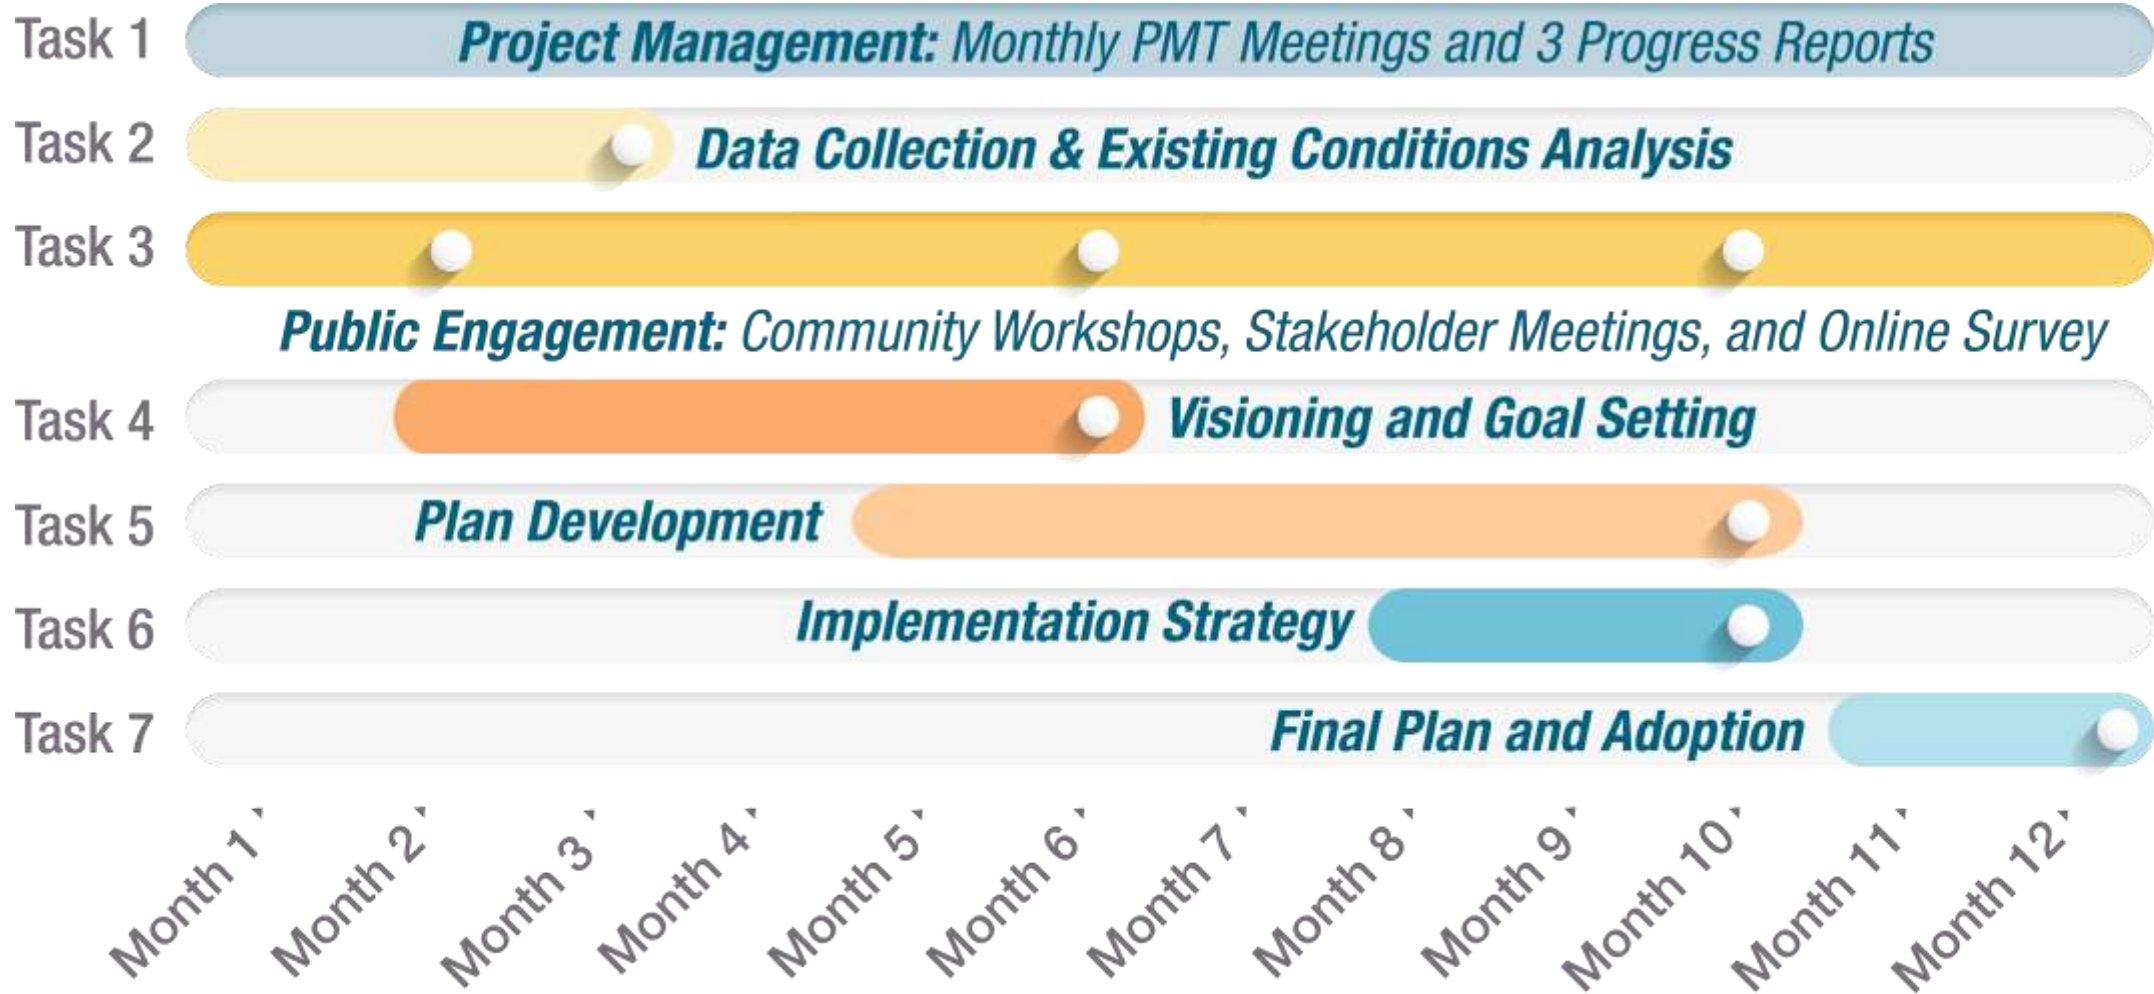 Task 1 Project Management: Monthly PMT Meetings and 3 Progress Reports
Task 2 Data Collection & Existing Conditions Analysis
Task 3
Public Engagement: Community Workshops, Stakeholder Meetings, and Online Survey
Task 4 Visioning and Goal Setting
Task 5 Plan Development
Task 6 Implementation Strategy
Task 7 Final Plan and Adoption
Month 1
Month 2
Month 3
Month 4
Month 5
Month 6
Month 7
Month 8
Month 9
Month 10
Month 11
Month 12